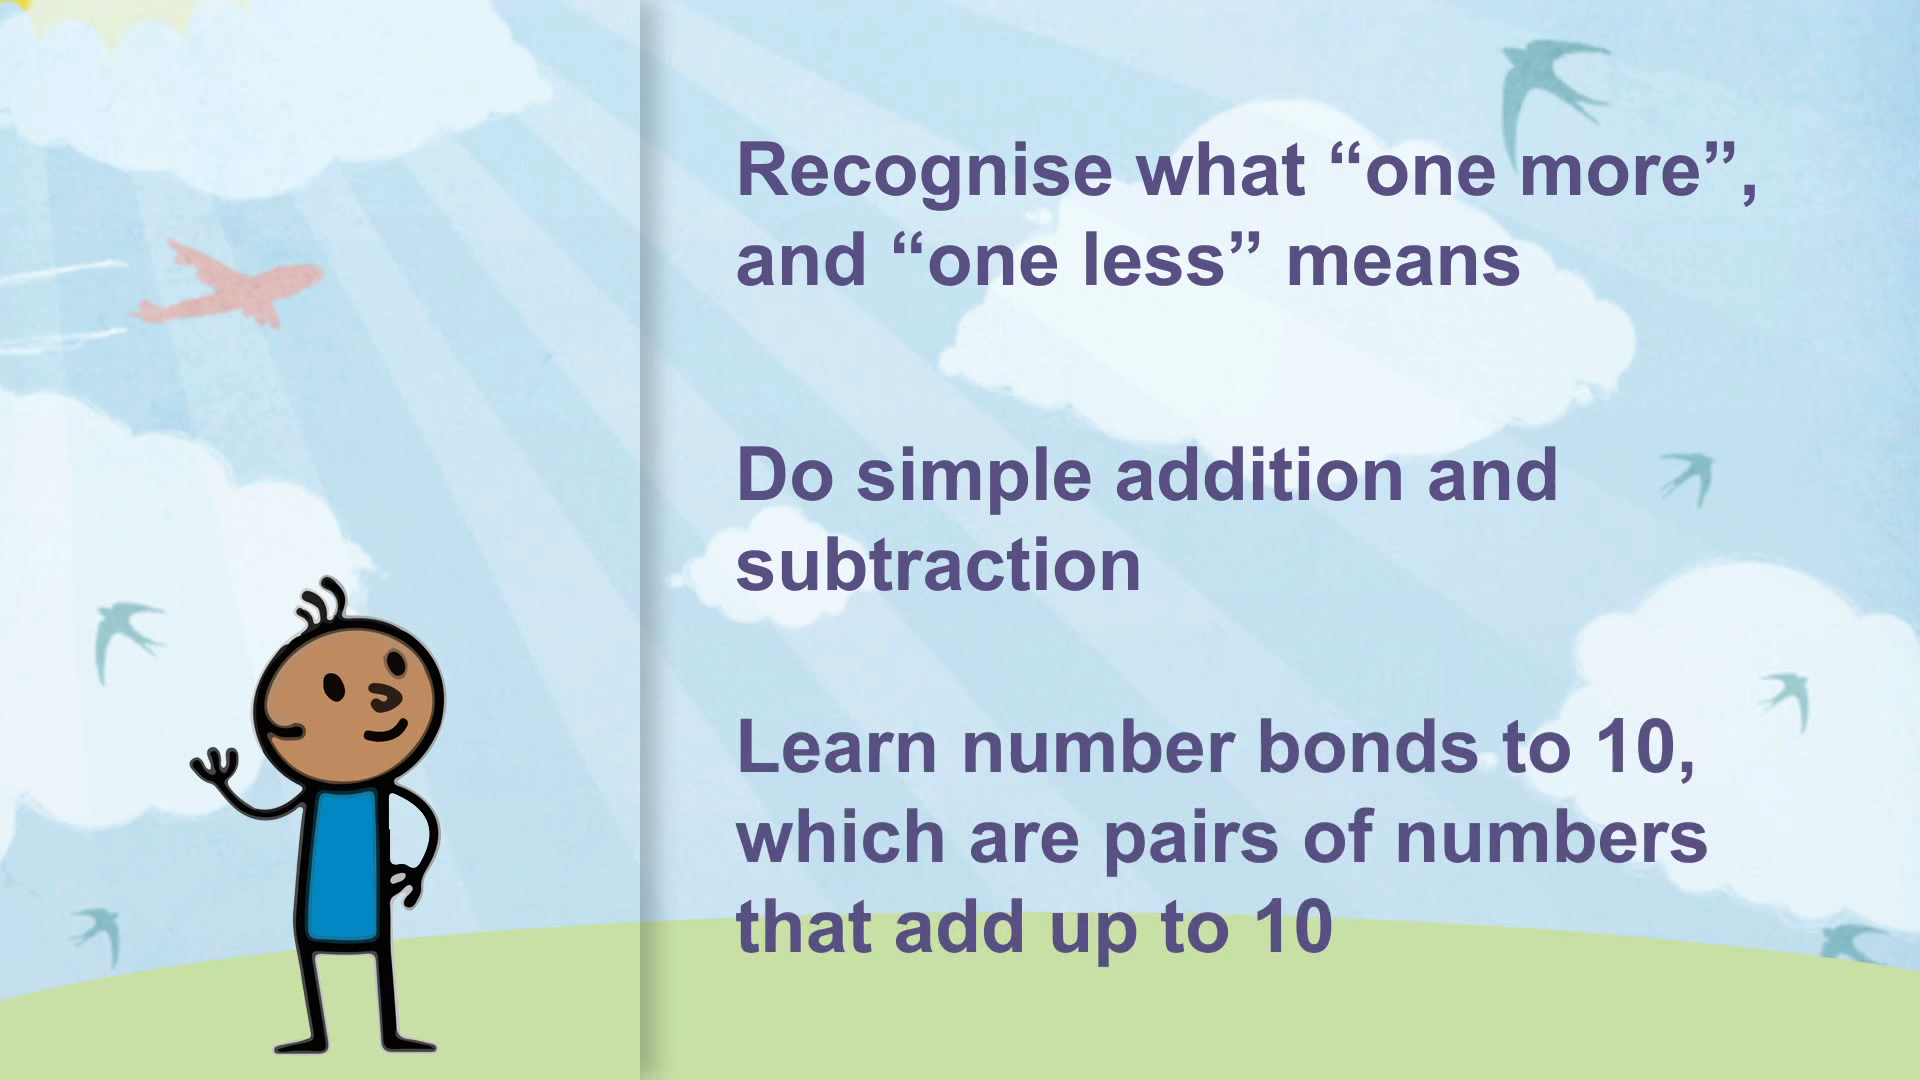 Recognise what “one more”,
and “one less” means
Do simple addition and
subtraction
Learn number bonds to 10,
which are pairs of numbers
that add up to 10